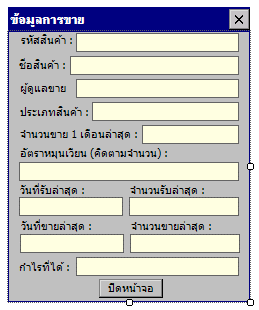 ข้อมูลการขาย
รหัสสินค้า :
ชื่อสินค้า :
ผู้ดูแลขาย
ประเภทสินค้า :
จำนวนขาย 1 เดือนล่าสุด :
อัตราหมุนเวียน (คิดตามจำนวน) :
วันที่รับล่าสุด : จำนวนรับล่าสุด :
วันที่ขายล่าสุด : จำนวนขายล่าสุด :
กำไรที่ได้ :
ปิดหน้าจอ